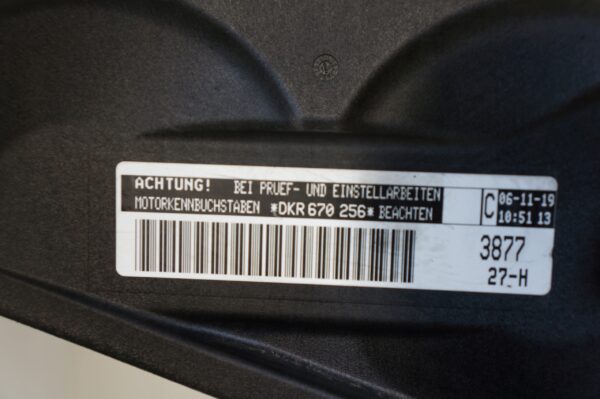 ACHTUNG! BEI PRUEF- UND EINSTELLARBEITEN
MOTORKENNBUCHSTABEN *DKR 670 256* BEACHTEN
C
06-11-19
10:51 13
3877
27-H